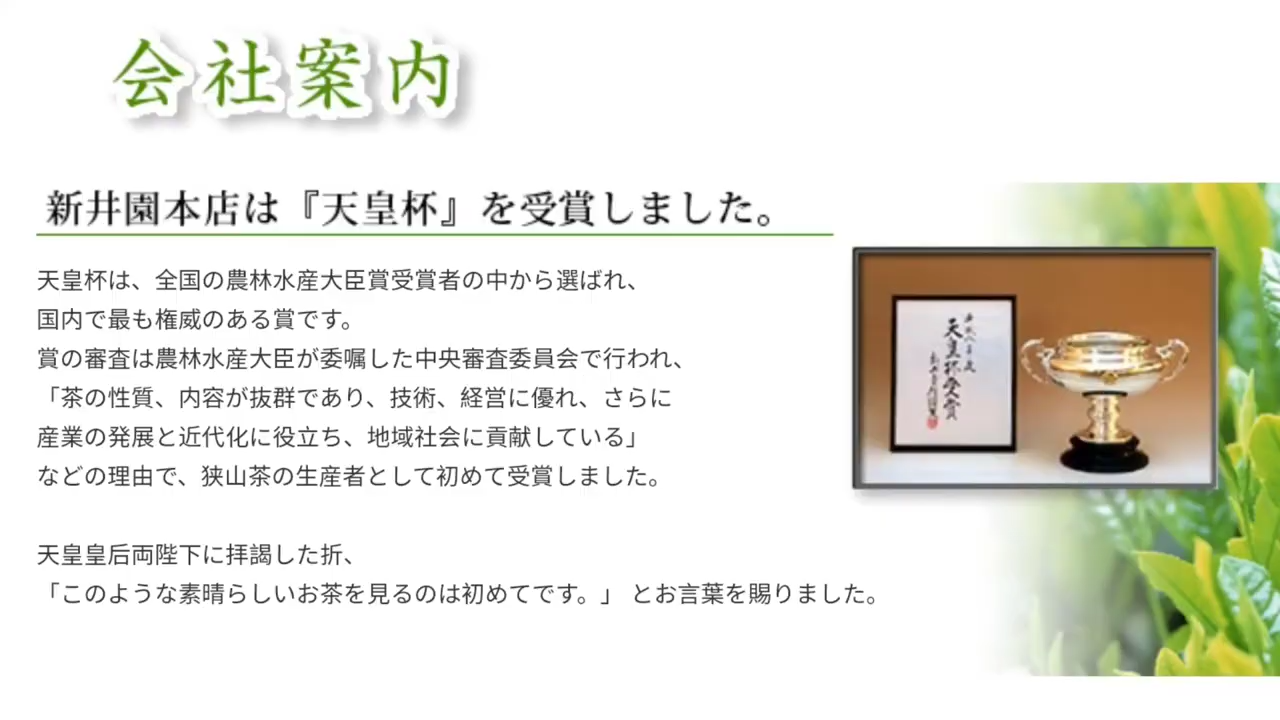 会社案内
新井園本店は『天皇杯』を受賞しました。
天皇杯は、全国の農林水産大臣賞受賞者の中から選ばれ、
国内で最も権威のある賞です。
賞の審査は農林水産大臣が委嘱した中央審査委員会で行われ、
「茶の性質、内容が抜群であり、技術、経営に優れ、さらに
産業の発展と近代化に役立ち、地域社会に貢献している」
などの理由で、狭山茶の生産者として初めて受賞しました。
天皇皇后両陛下に拝謁した折、
「このような素晴らしいお茶を見るのは初めてです。」 とお言葉を賜りました。
天皇杯受賞